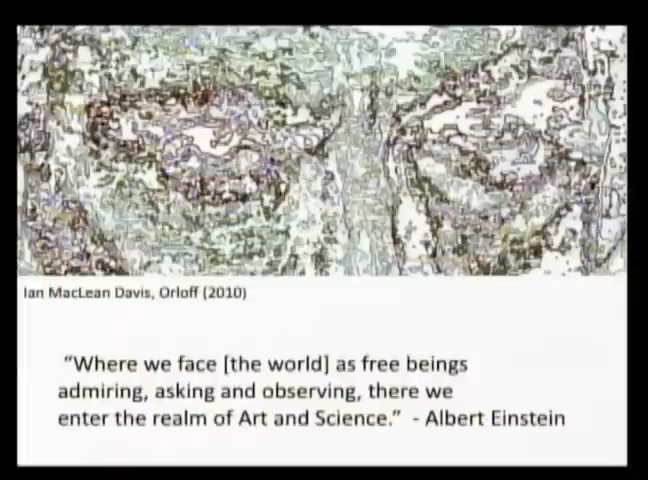 Ian MacLean Davis, Orloff (2010)
“Where we face [the world] as free beings
admiring, asking and observing, there we
enter the realm of Art and Science.” - Albert Einstein